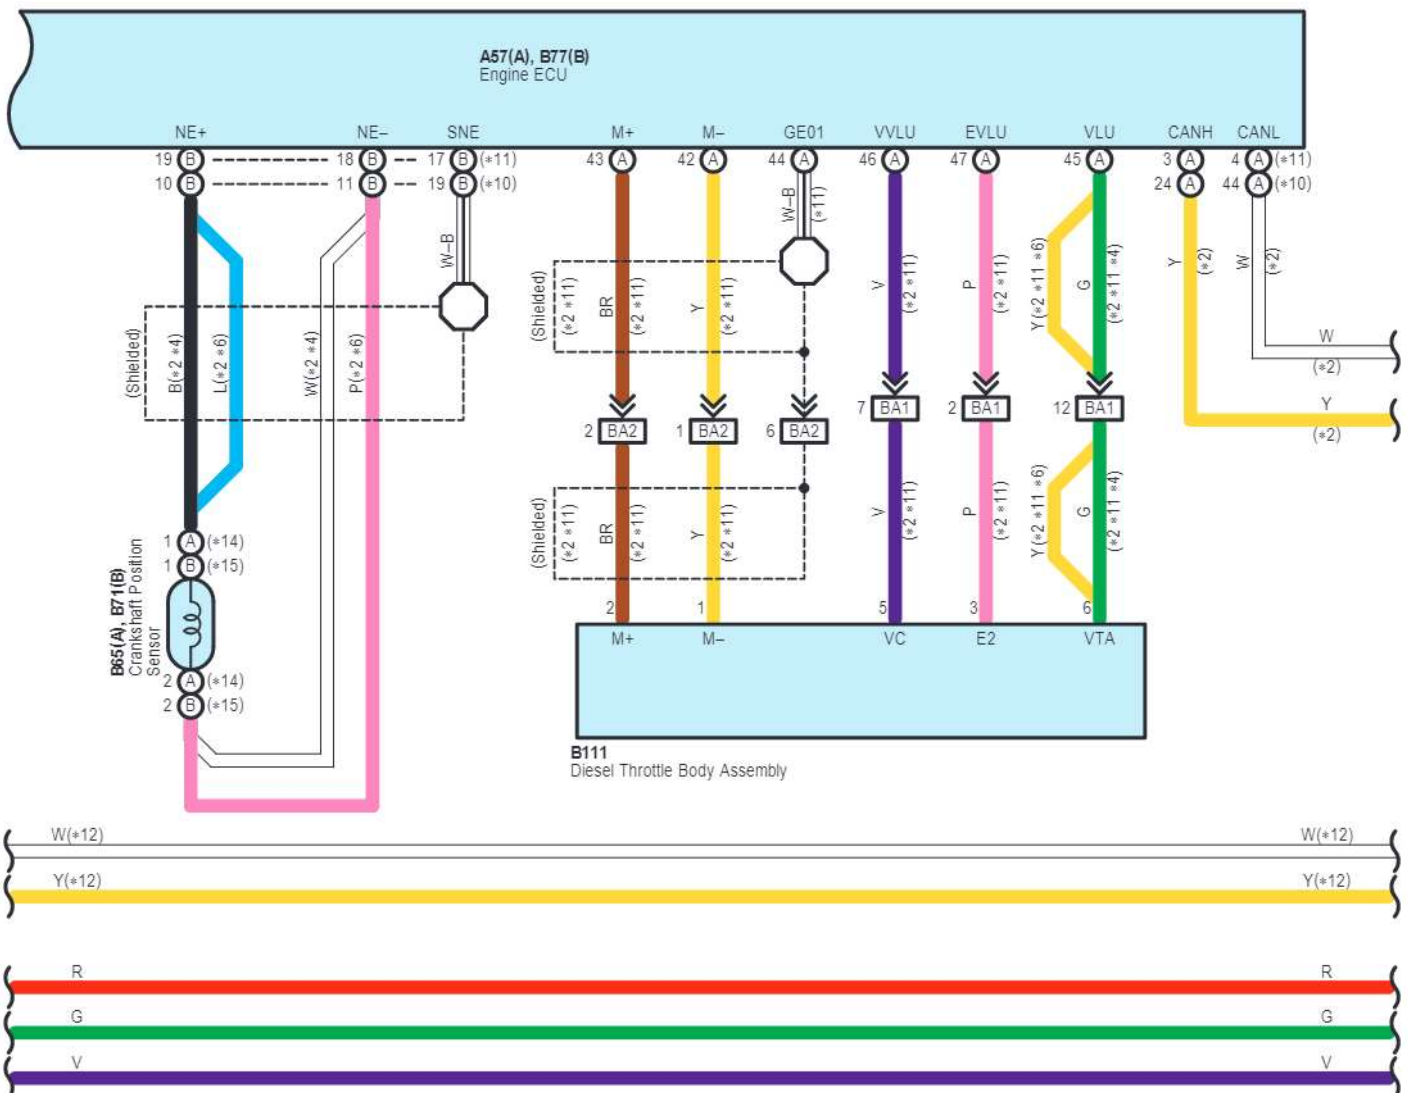 A57(A), B77(B)
Engine ECU
NE+ NE– SNE M+ M– GE01 VVLU EVLU VLU CANH CANL
19 B 18 B 17 B (*11) 43 A 42 A 44 A 46 A 47 A 45 A 3 A 4 A (*11)
10 B 11 B 19 B (*10) 24 A 44 A (*10)
W–B
W–B
(*11)
(Shielded)
B(*2 *4)
L(*2 *6)
W(*2 *4)
P(*2 *6)
(Shielded)
(*2 *11)
BR
(*2 *11)
Y
(*2 *11)
V
(*2 *11)
P
(*2 *11)
Y(*2 *11 *6)
G
(*2 *11 *4)
Y
(*2)
W
(*2)
W
(*2)
Y
(*2)
7 BA1 2 BA1 12 BA1
2 BA2 1 BA2 6 BA2
(Shielded)
(*2 *11)
BR
(*2 *11)
Y
(*2 *11)
V
(*2 *11)
P
(*2 *11)
Y(*2 *11 *6)
G
(*2 *11 *4)
1 A (*14)
1 B (*15)
B65(A), B71(B)
Crankshaft Position
Sensor
2 A (*14)
2 B (*15)
2 1 5 3 6
M+ M– VC E2 VTA
B111
Diesel Throttle Body Assembly
W(*12) W(*12)
Y(*12) Y(*12)
R R
G G
V V